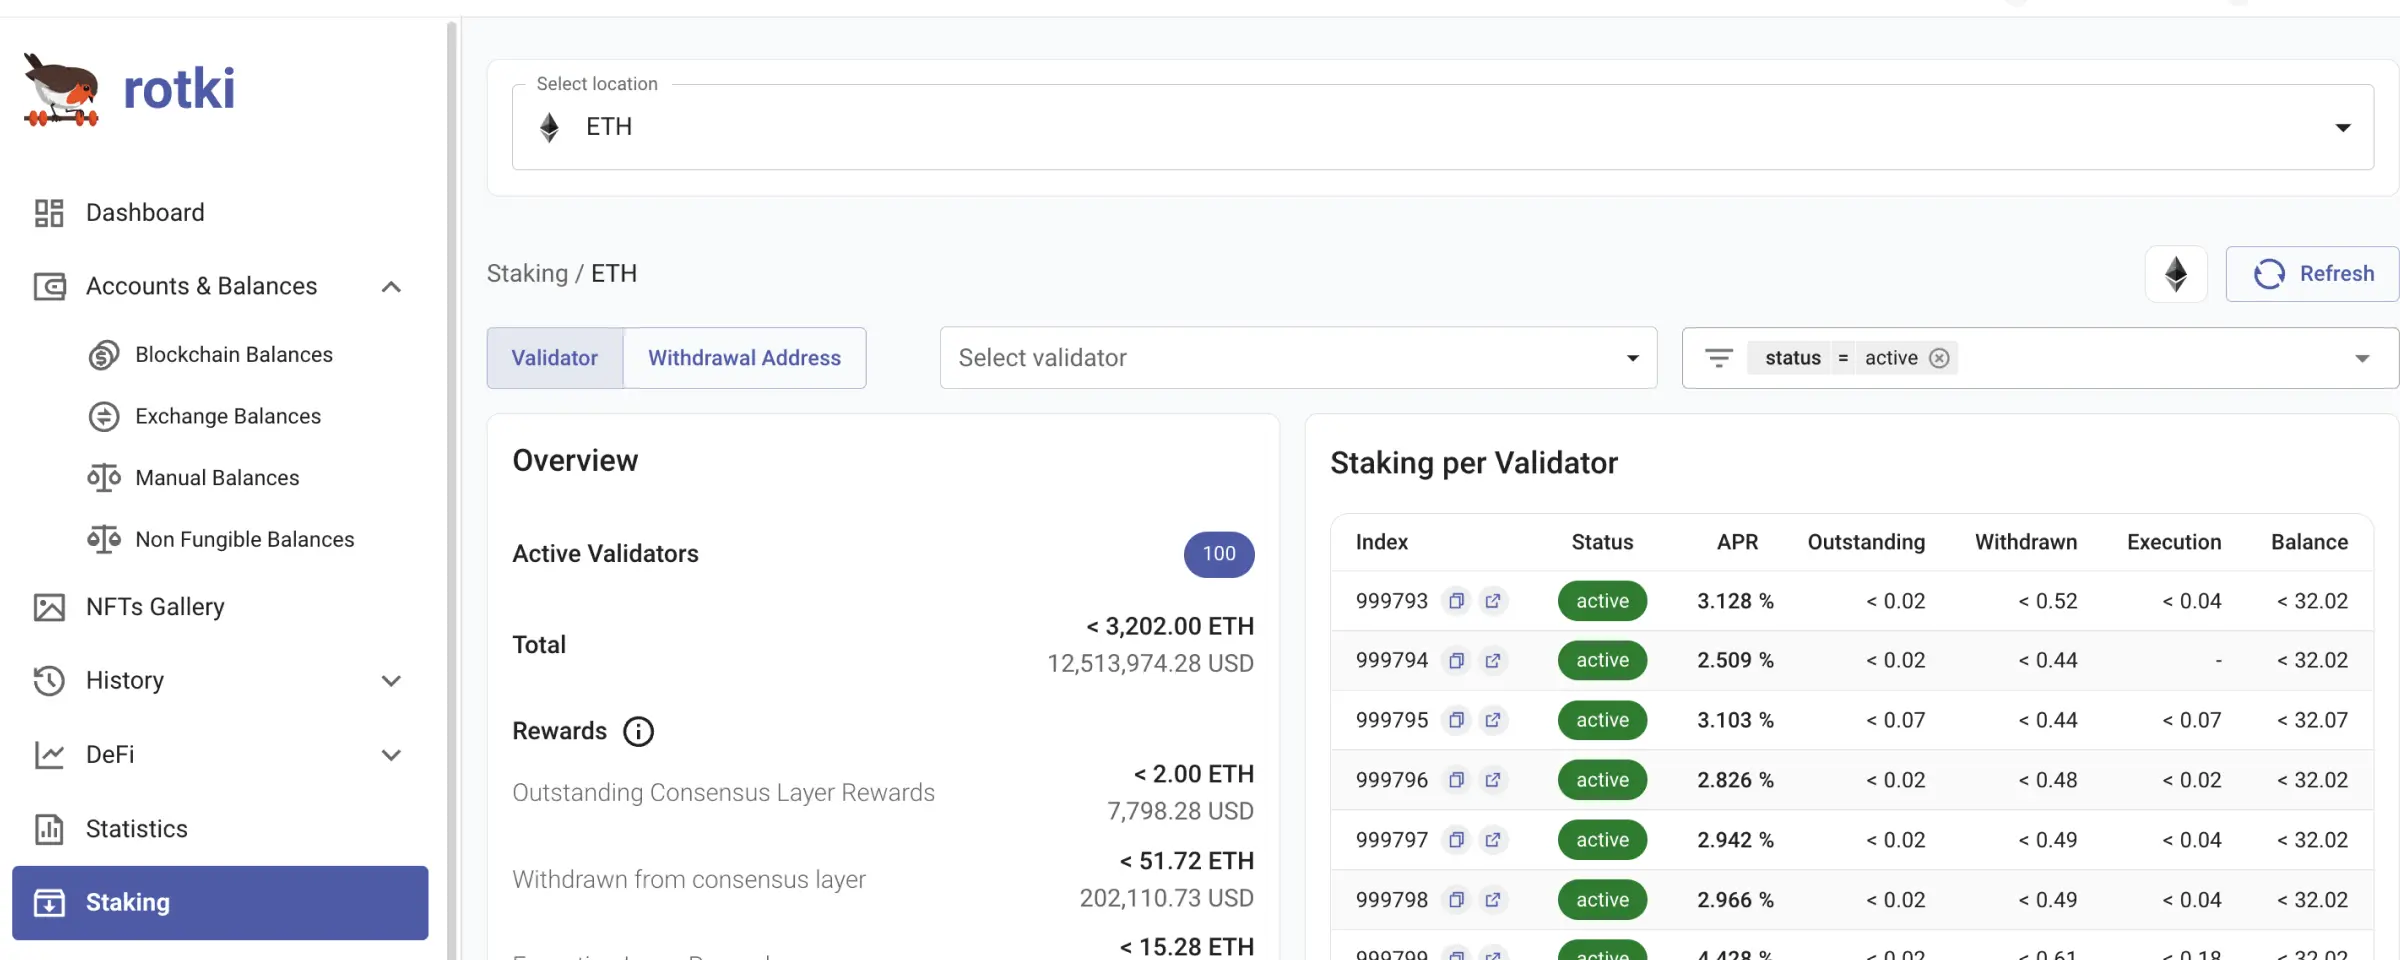 rotki
Dashboard
Accounts & Balances
Blockchain Balances
Exchange Balances
Manual Balances
Non Fungible Balances
NFTs Gallery
History
DeFi
Statistics
Staking
Select location
ETH
Staking / ETH
Refresh
Validator
Withdrawal Address
Select validator
status = active
Overview
Active Validators 100
Total < 3,202.00 ETH
12,513,974.28 USD
Rewards
Outstanding Consensus Layer Rewards < 2.00 ETH
7,798.28 USD
Withdrawn from consensus layer < 51.72 ETH
202,110.73 USD
< 15.28 ETH
Staking per Validator
Index Status APR Outstanding Withdrawn Execution Balance
999793 active 3.128 % < 0.02 < 0.52 < 0.04 < 32.02
999794 active 2.509 % < 0.02 < 0.44 - < 32.02
999795 active 3.103 % < 0.07 < 0.44 < 0.07 < 32.07
999796 active 2.826 % < 0.02 < 0.48 < 0.02 < 32.02
999797 active 2.942 % < 0.02 < 0.49 < 0.04 < 32.02
999798 active 2.966 % < 0.02 < 0.49 < 0.04 < 32.02
999799 active 4.428 % < 0.02 < 0.61 < 0.18 < 32.02